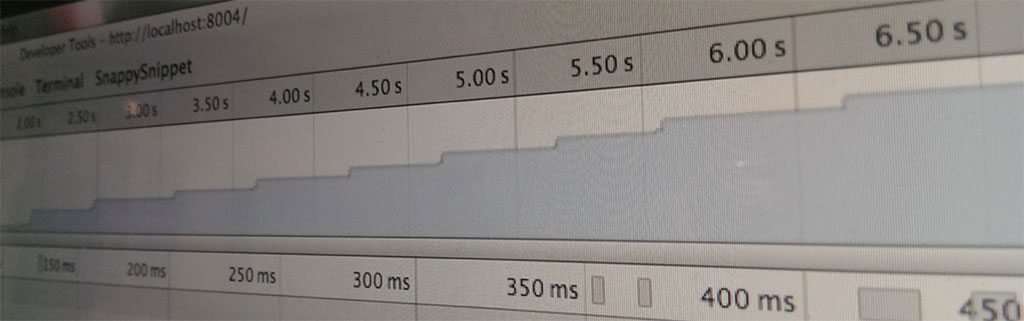 Developer Tools - http://localhost:8004/
Terminal SnappySnippet
2.00 s 2.50 s 3.00 s 3.50 s 4.00 s 4.50 s 5.00 s 5.50 s 6.00 s 6.50 s
150 ms 200 ms 250 ms 300 ms 350 ms 400 ms 450